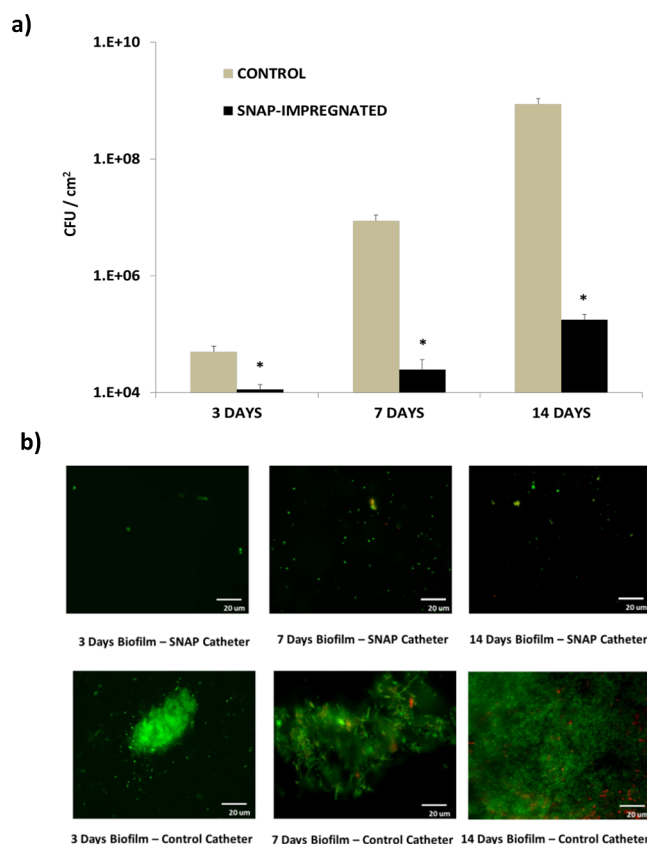 a)
1.E+10
CONTROL
SNAP-IMPREGNATED
1.E+08
CFU / cm²
1.E+06
*
*
*
1.E+04
3 DAYS
7 DAYS
14 DAYS
b)
20 um
20 um
20 um
3 Days Biofilm – SNAP Catheter
7 Days Biofilm – SNAP Catheter
14 Days Biofilm – SNAP Catheter
20 um
20 um
20 um
3 Days Biofilm – Control Catheter
7 Days Biofilm – Control Catheter
14 Days Biofilm – Control Catheter